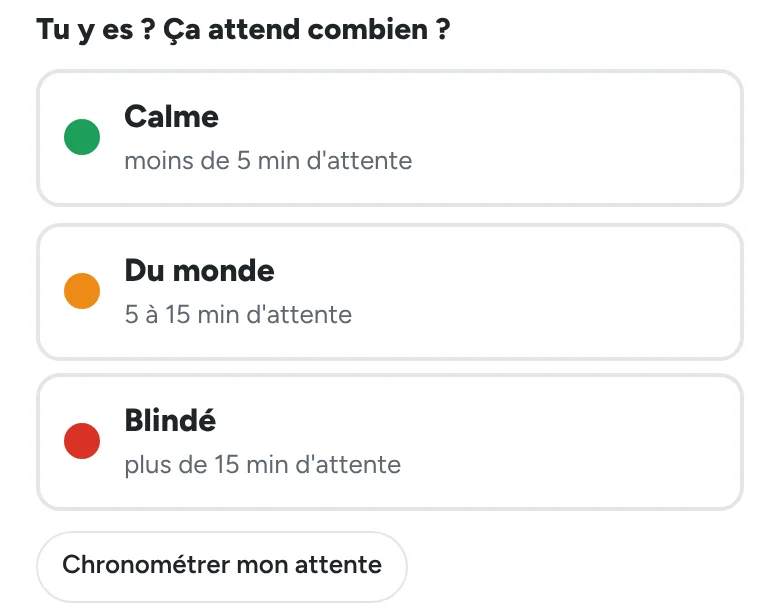 Tu y es ? Ça attend combien ?
Calme
moins de 5 min d'attente
Du monde
5 à 15 min d'attente
Blindé
plus de 15 min d'attente
Chronométrer mon attente